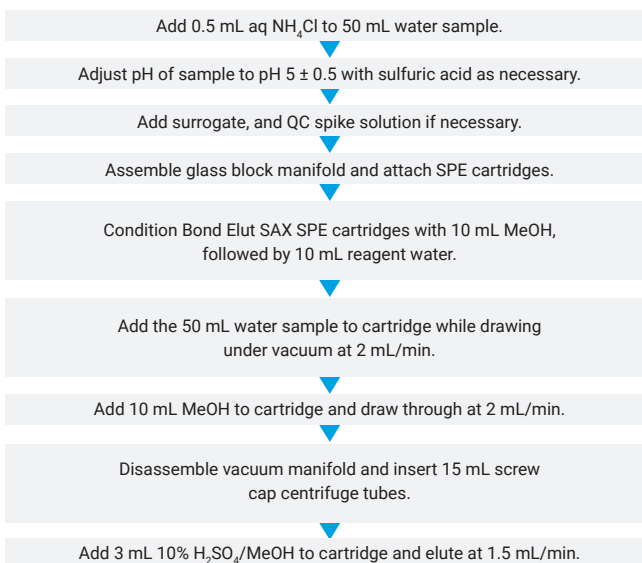 Add 0.5 mL aq NH₄Cl to 50 mL water sample.
Adjust pH of sample to pH 5 ± 0.5 with sulfuric acid as necessary.
Add surrogate, and QC spike solution if necessary.
Assemble glass block manifold and attach SPE cartridges.
Condition Bond Elut SAX SPE cartridges with 10 mL MeOH,
followed by 10 mL reagent water.
Add the 50 mL water sample to cartridge while drawing
under vacuum at 2 mL/min.
Add 10 mL MeOH to cartridge and draw through at 2 mL/min.
Disassemble vacuum manifold and insert 15 mL screw
cap centrifuge tubes.
Add 3 mL 10% H₂SO₄/MeOH to cartridge and elute at 1.5 mL/min.